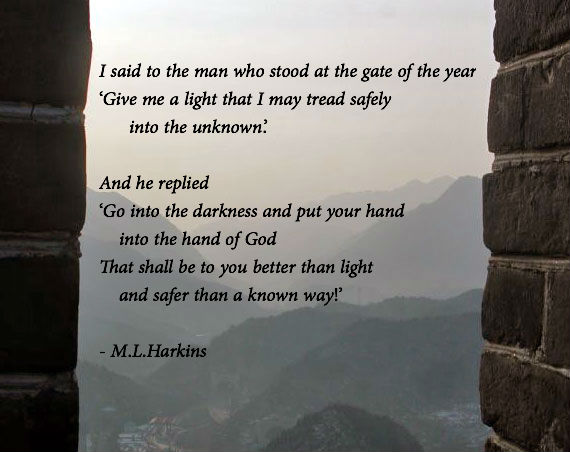 I said to the man who stood at the gate of the year
‘Give me a light that I may tread safely
into the unknown.’
And he replied
‘Go into the darkness and put your hand
into the hand of God
That shall be to you better than light
and safer than a known way!’
- M.L.Harkins